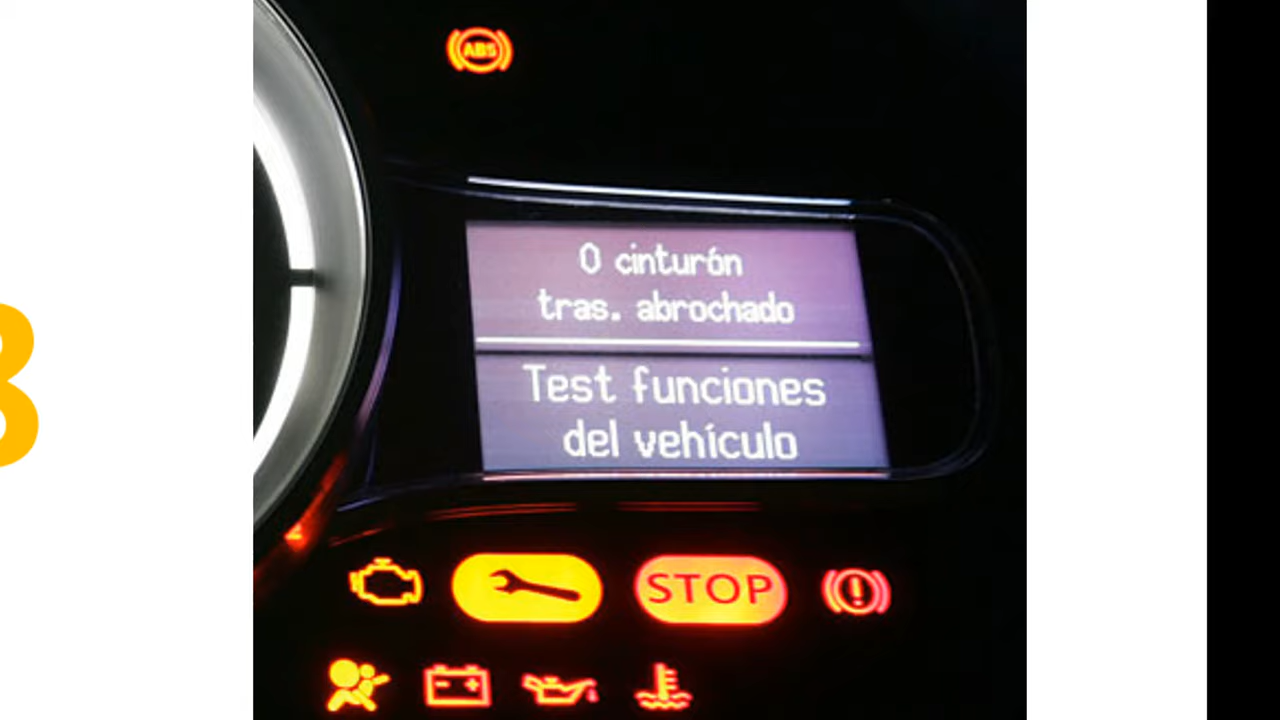 ABS
0 cinturón
tras. abrochado
Test funciones
del vehículo
STOP